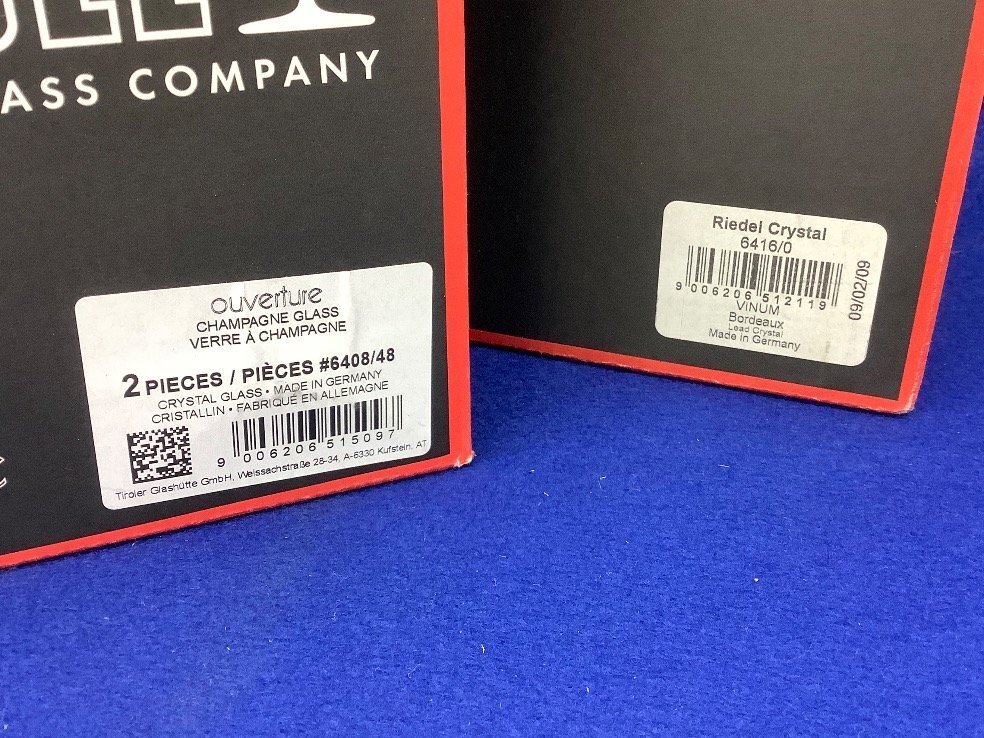 ASS COMPANY
ouverture
CHAMPAGNE GLASS
VERRE À CHAMPAGNE
2 PIECES / PIÈCES #6408/48
CRYSTAL GLASS • MADE IN GERMANY
CRISTALLIN • FABRIQUÉ EN ALLEMAGNE
9 006206 515097
Tiroler Glashütte GmbH, Weissachstraße 28-34, A-6330 Kufstein, AT
Riedel Crystal
6416/0
9 006206 512119
VINUM
Bordeaux
Lead Crystal
Made in Germany
09/02/09